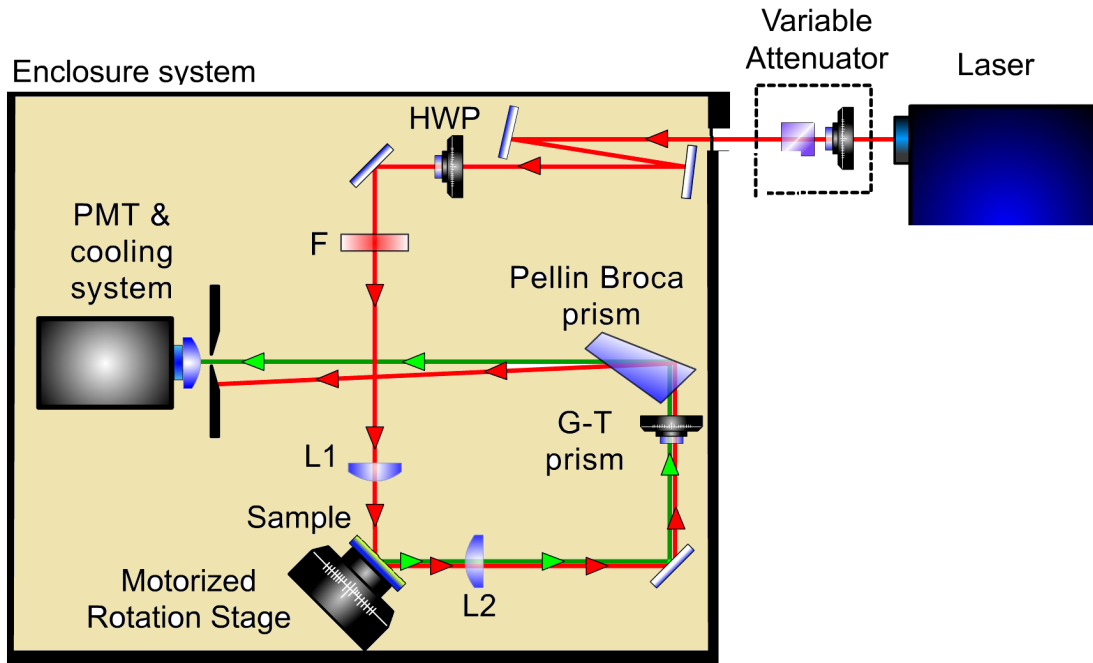 Variable
Attenuator
Laser
Enclosure system
HWP
PMT &
cooling
system
F
Pellin Broca
prism
G-T
prism
L1
Sample
Motorized
Rotation Stage
L2